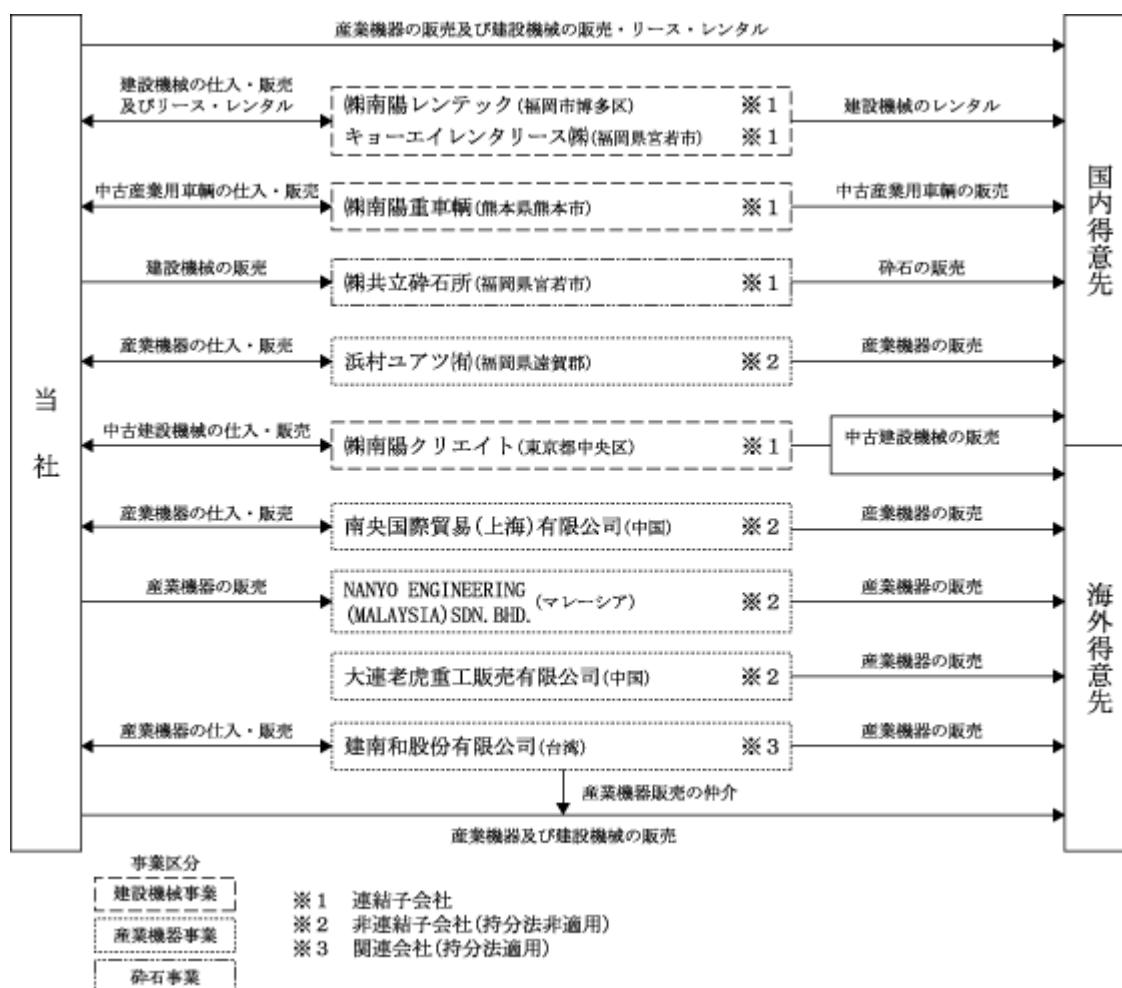 産業機器の販売及び建設機械の販売・リース・レンタル
当社
国内得意先
海外得意先
建設機械の仕入・販売
及びリース・レンタル
㈱南陽レンテック(福岡市博多区) ※1
キョーエイレンタリース㈱(福岡県宮若市) ※1
建設機械のレンタル
中古産業用車輌の仕入・販売
㈱南陽重車輌(熊本県熊本市) ※1
中古産業用車輌の販売
建設機械の販売
㈱共立砕石所(福岡県宮若市) ※1
砕石の販売
産業機器の仕入・販売
浜村ユアツ㈲(福岡県遠賀郡) ※2
産業機器の販売
中古建設機械の仕入・販売
㈱南陽クリエイト(東京都中央区) ※1
中古建設機械の販売
産業機器の仕入・販売
南央国際貿易(上海)有限公司(中国) ※2
産業機器の販売
産業機器の販売
NANYO ENGINEERING
(MALAYSIA)SDN.BHD. (マレーシア) ※2
産業機器の販売
大連老虎重工販売有限公司(中国) ※2
産業機器の販売
産業機器の仕入・販売
建南和股份有限公司(台湾) ※3
産業機器の販売
産業機器販売の仲介
産業機器及び建設機械の販売
事業区分
建設機械事業
産業機器事業
砕石事業
※1 連結子会社
※2 非連結子会社(持分法非適用)
※3 関連会社(持分法適用)